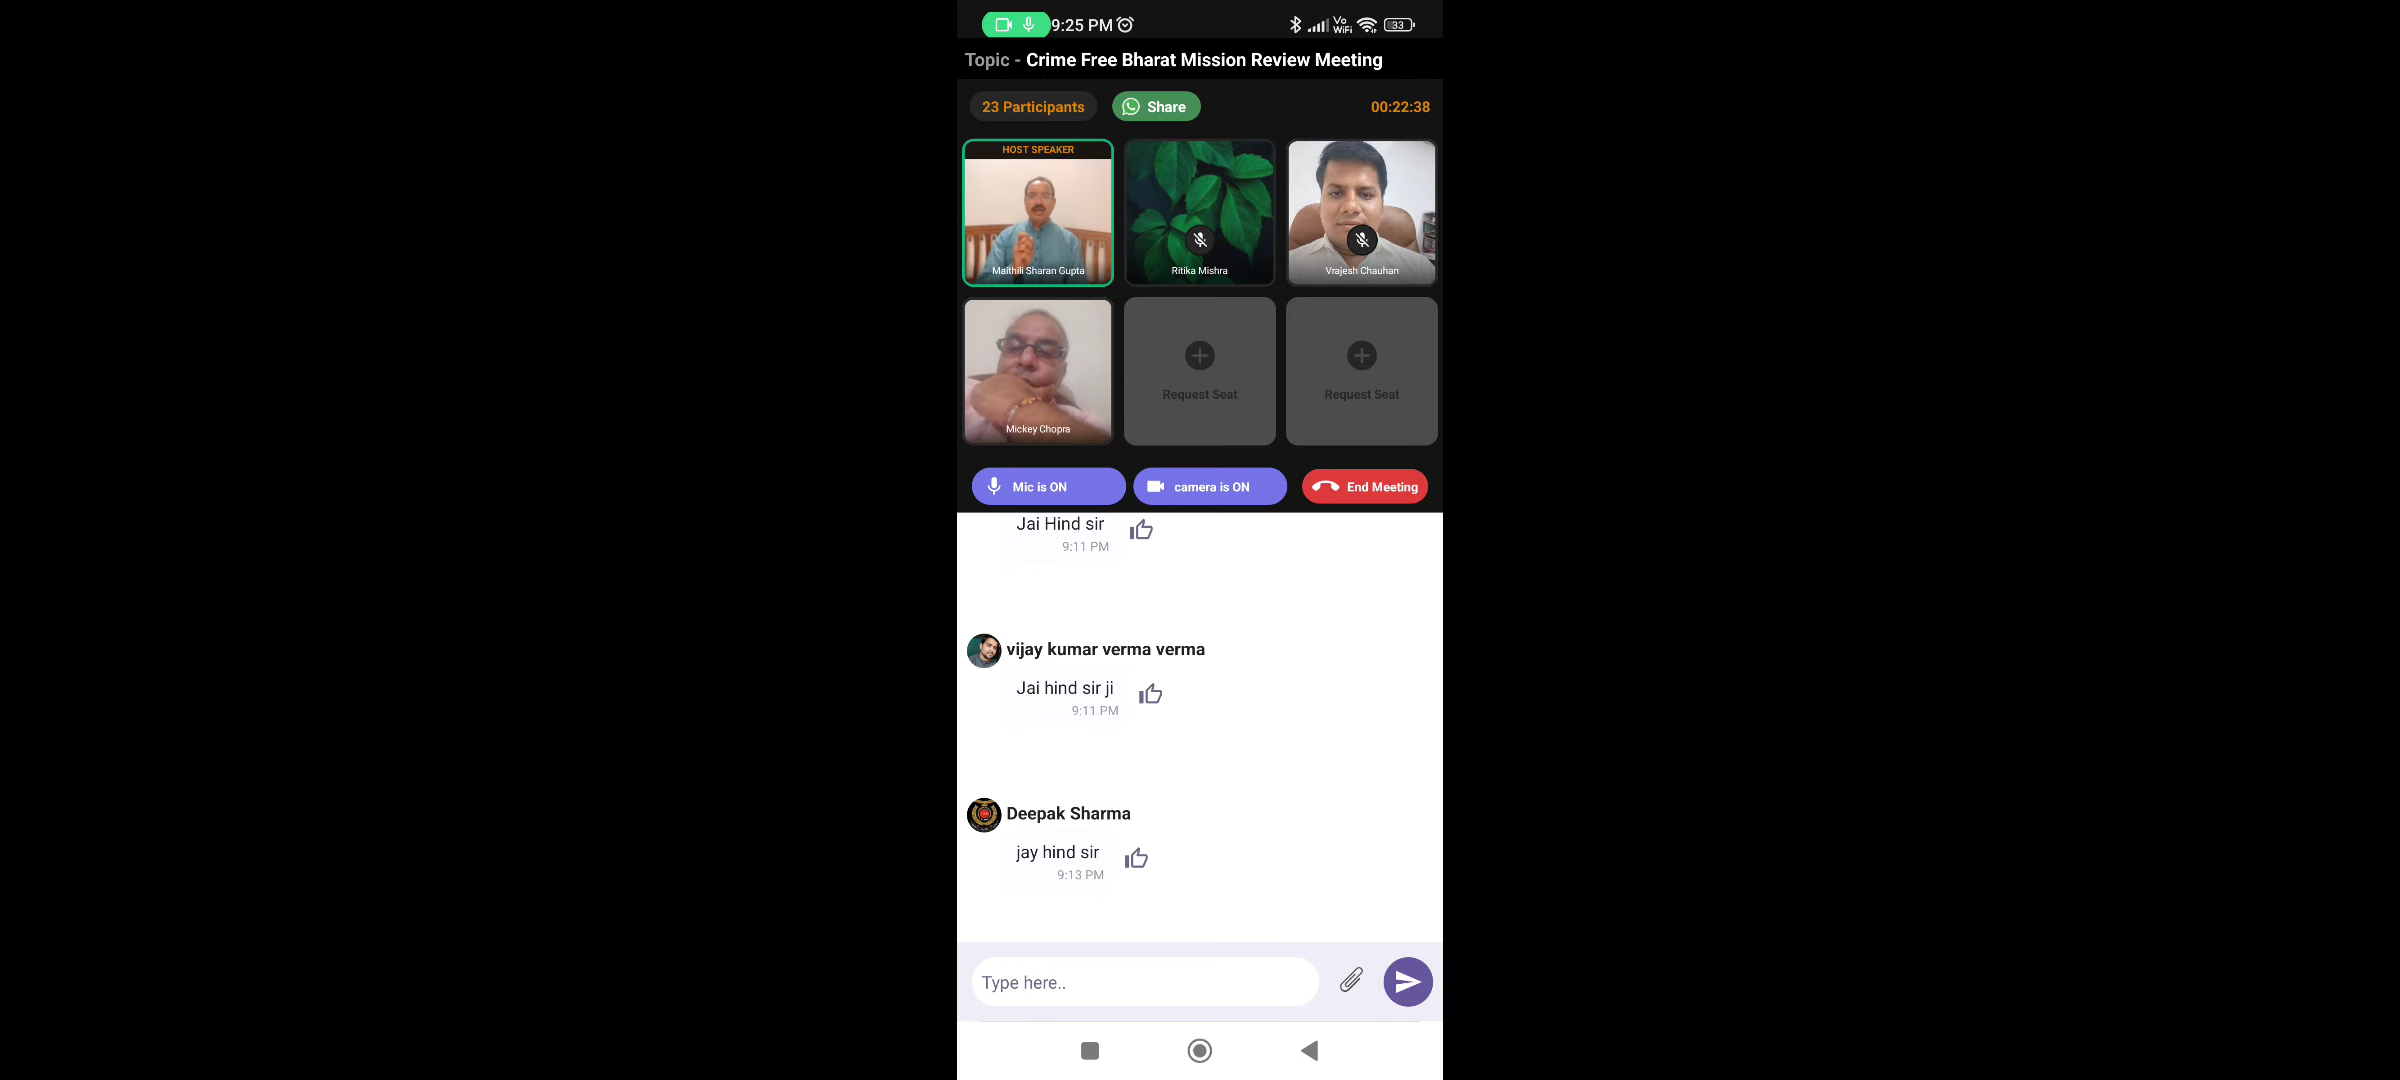 9:25 PM
Vo
WiFi
33
Topic - Crime Free Bharat Mission Review Meeting
23 Participants
Share
00:22:38
HOST SPEAKER
Maithili Sharan Gupta
Ritika Mishra
Vrajesh Chauhan
Mickey Chopra
Request Seat
Request Seat
Mic is ON
camera is ON
End Meeting
Jai Hind sir
9:11 PM
vijay kumar verma verma
Jai hind sir ji
9:11 PM
Deepak Sharma
jay hind sir
9:13 PM
Type here..